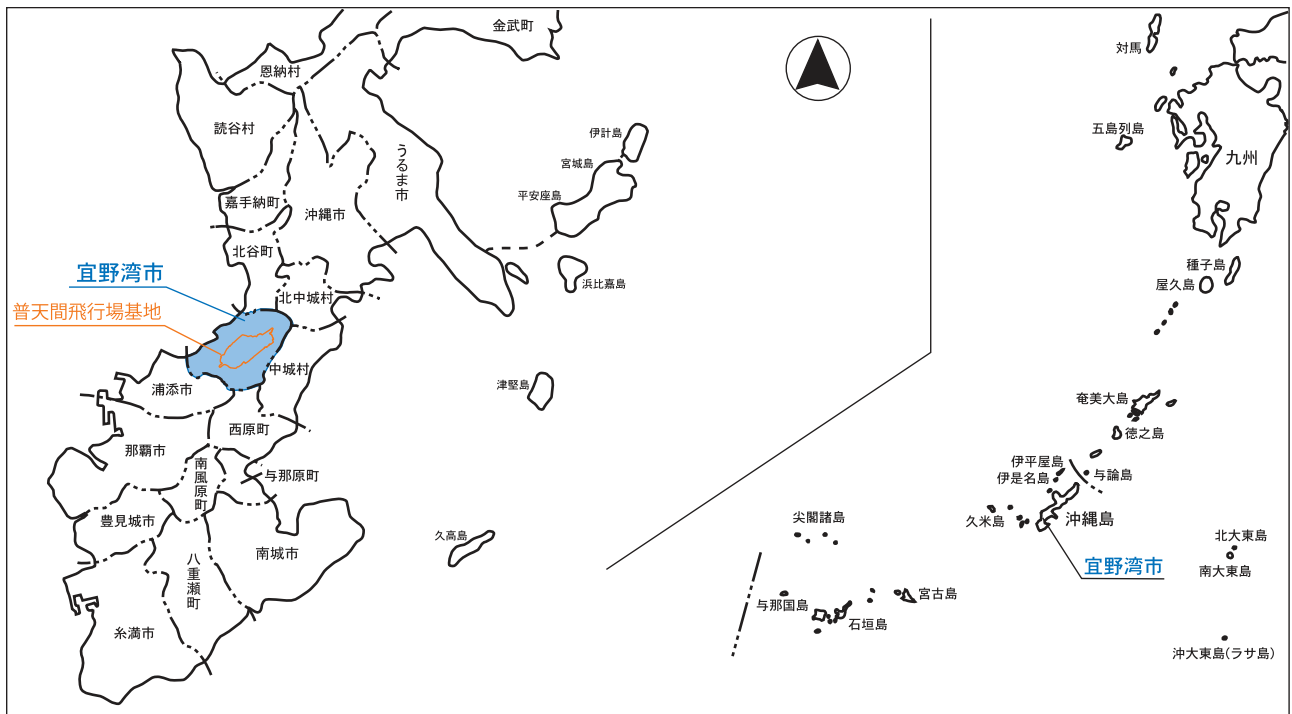 金武町
恩納村
読谷村
うるま市
伊計島
宮城島
平安座島
嘉手納町
沖縄市
北谷町
宜野湾市
浜比嘉島
北中城村
普天間飛行場基地
中城村
浦添市
津堅島
西原町
那覇市
南風原町
与那原町
豊見城市
久高島
南城市
八重瀬町
糸満市
対馬
五島列島
九州
種子島
屋久島
奄美大島
徳之島
伊平屋島
与論島
伊是名島
久米島
沖縄島
尖閣諸島
北大東島
宜野湾市
南大東島
与那国島
宮古島
石垣島
沖大東島(ラサ島)